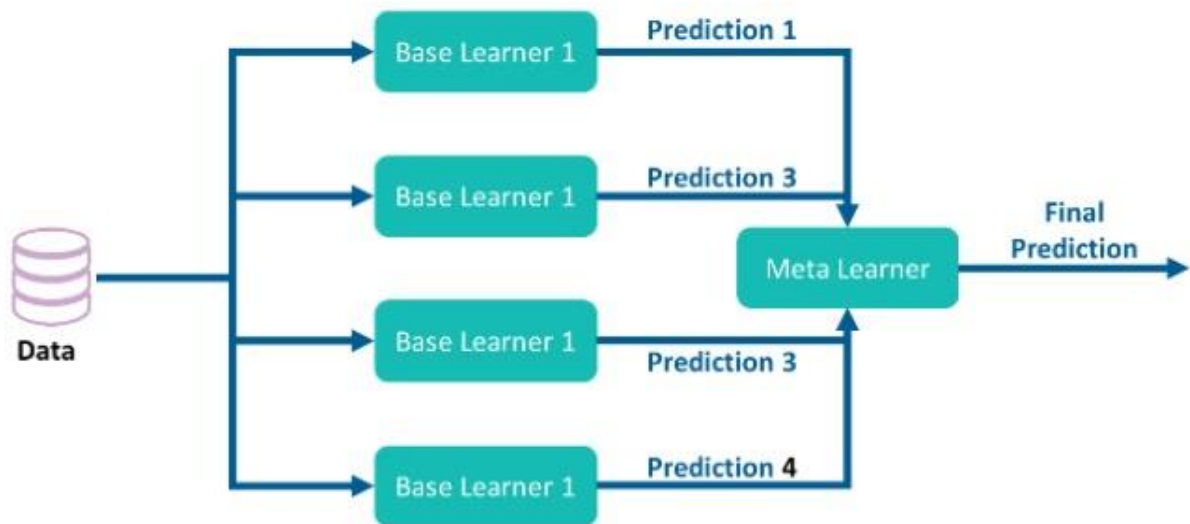 Base Learner 1
Prediction 1
Base Learner 1
Prediction 3
Data
Meta Learner
Final
Prediction
Base Learner 1
Prediction 3
Base Learner 1
Prediction 4